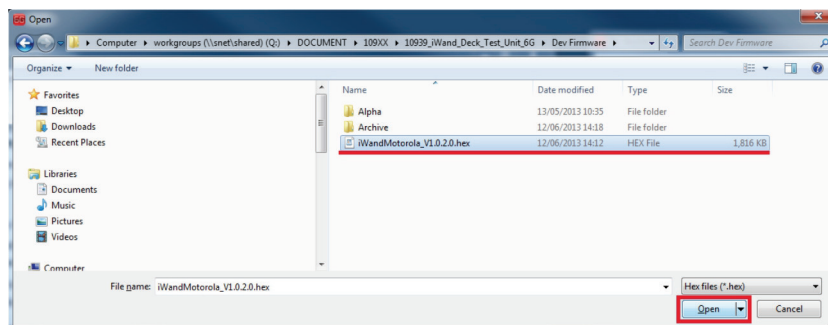 de Open
Computer workgroups (\\snet\shared) (Q:) DOCUMENT 109XX 10939_iWand_Deck_Test_Unit_6G Dev Firmware Search Dev Firmware
Organize New folder
Favorites
Desktop
Downloads
Recent Places
Libraries
Documents
Music
Pictures
Videos
Computer
Name Date modified Type Size
Alpha 13/05/2013 10:35 File folder
Archive 12/06/2013 14:18 File folder
iWandMotorola_V1.0.2.0.hex 12/06/2013 14:12 HEX File 1,816 KB
File name: iWandMotorola_V1.0.2.0.hex Hex files (*.hex)
Open Cancel